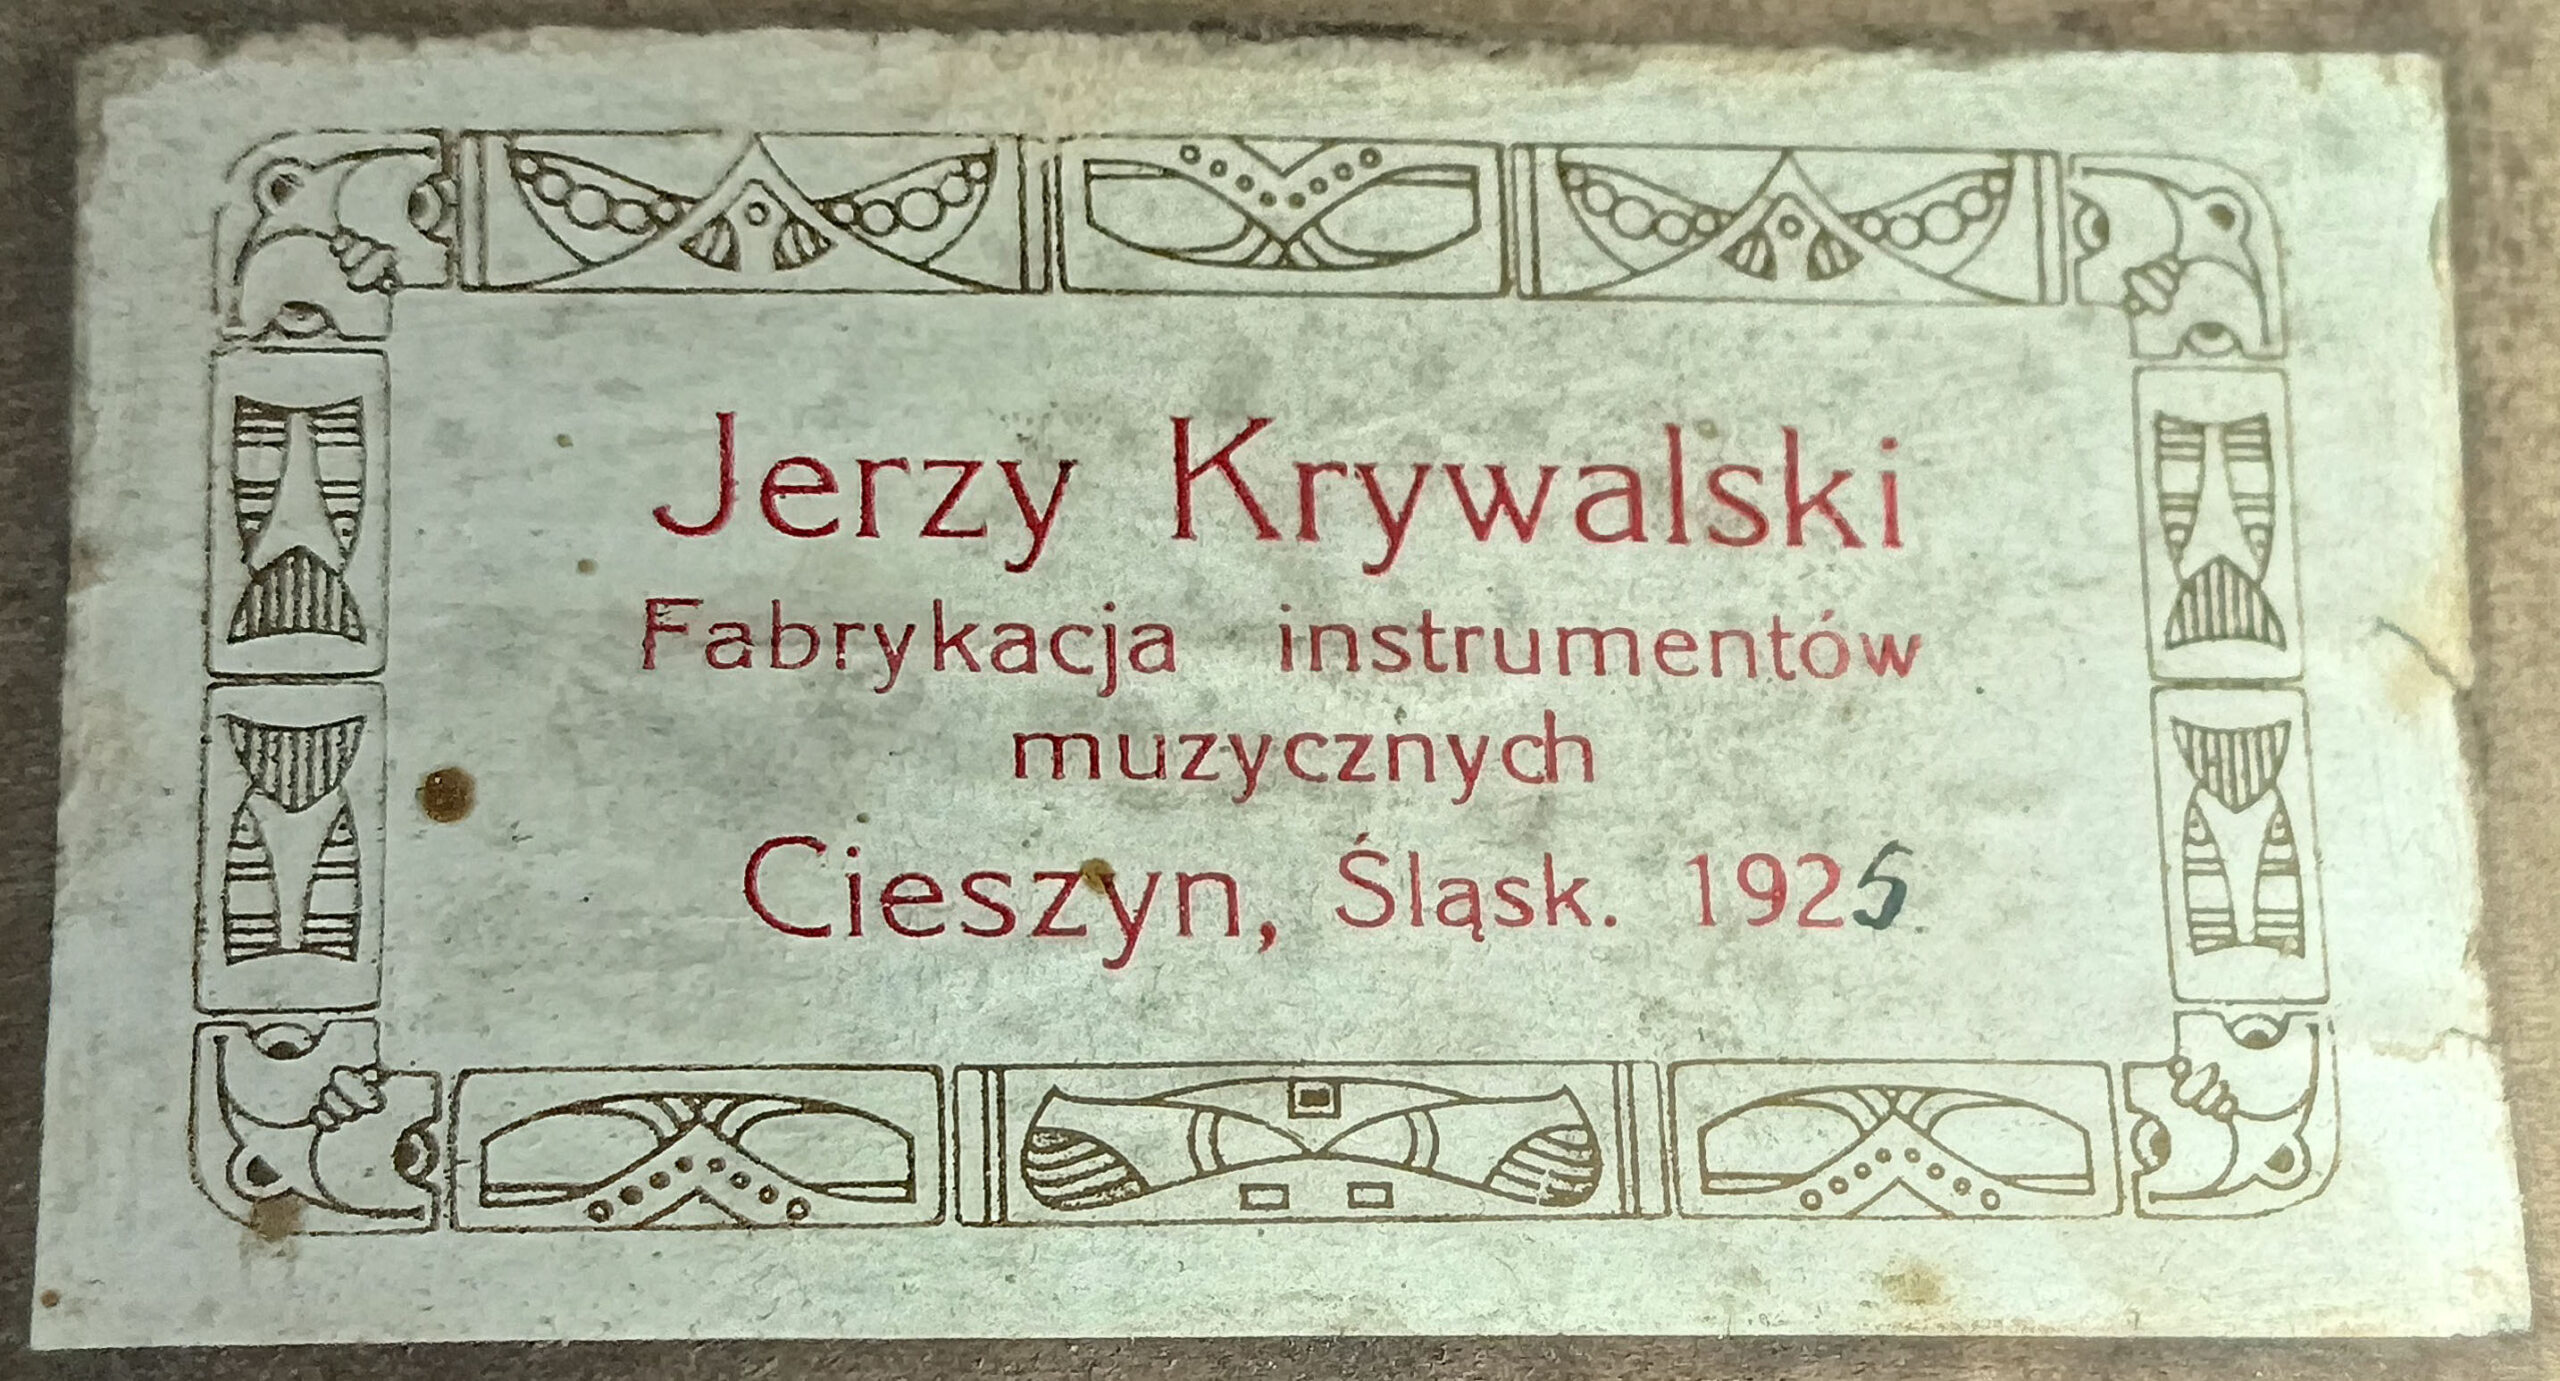 Jerzy Krywalski
Fabrykacja instrumentów
muzycznych
Cieszyn, Śląsk. 1925